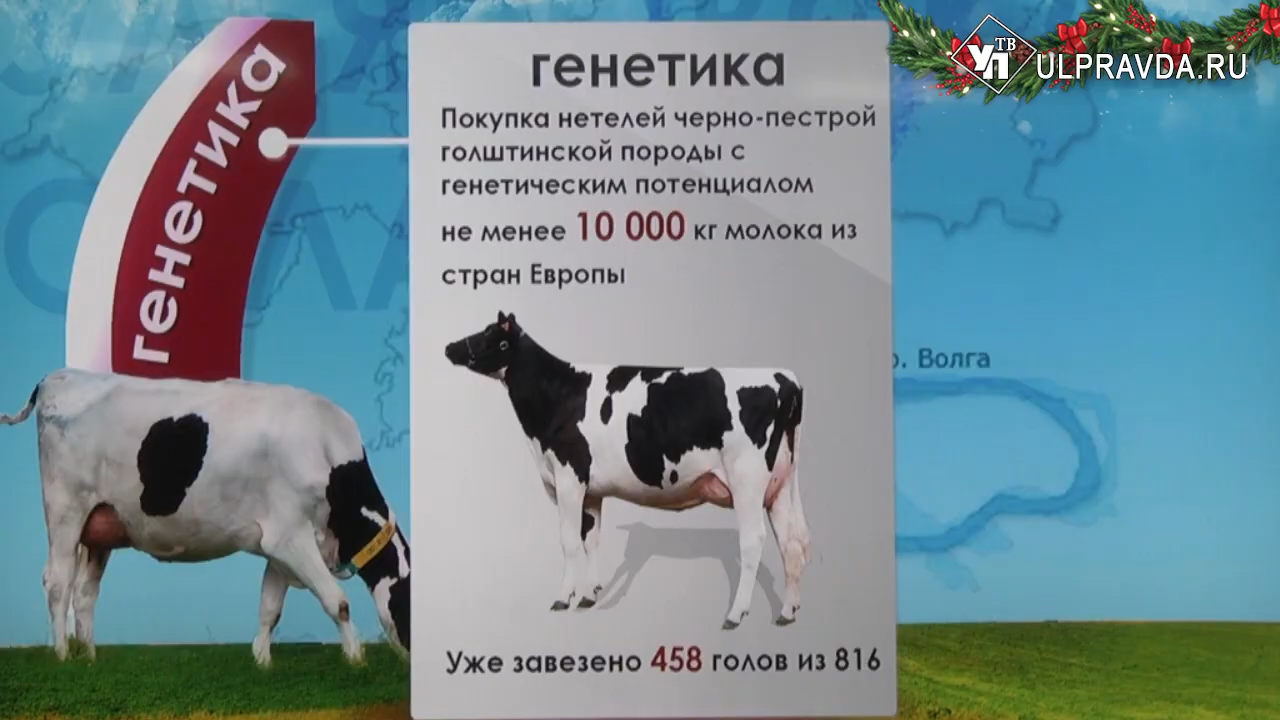 генетика
генетика
Покупка нетелей черно-пестрой
голштинской породы с
генетическим потенциалом
не менее 10 000 кг молока из
стран Европы
р. Волга
Уже завезено 458 голов из 816
УП ТВ
ULPRAVDA.RU